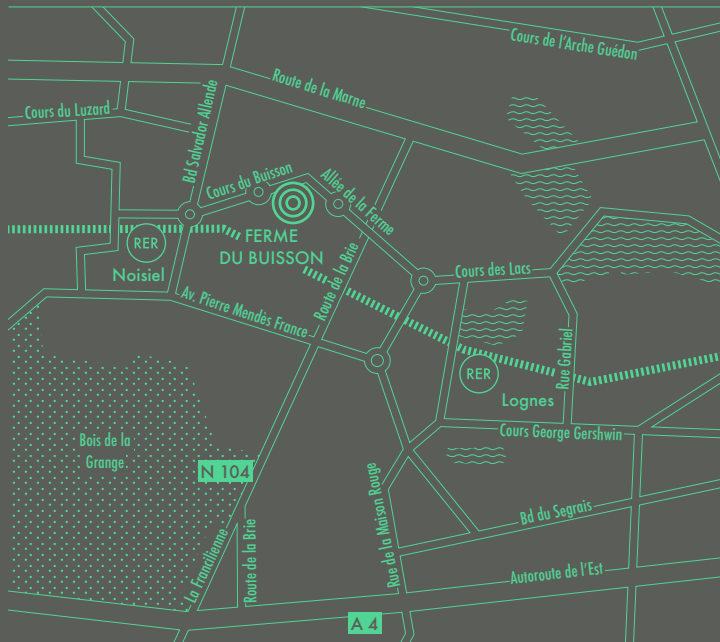 Cours de l'Arche Guédon
Route de la Marne
Cours du Luzard
Bd Salvador Allende
Cours du Buisson
Allée de la Ferme
RER
Noisiel
FERME
DU BUISSON
Route de la Brie
Cours des Lacs
Av. Pierre Mendès France
Rue Gabriel
RER
Lognes
Cours George Gershwin
Bois de la
Grange
N 104
Rue de la Maison Rouge
Bd du Segrais
La Francilienne
Route de la Brie
Autoroute de l'Est
A 4